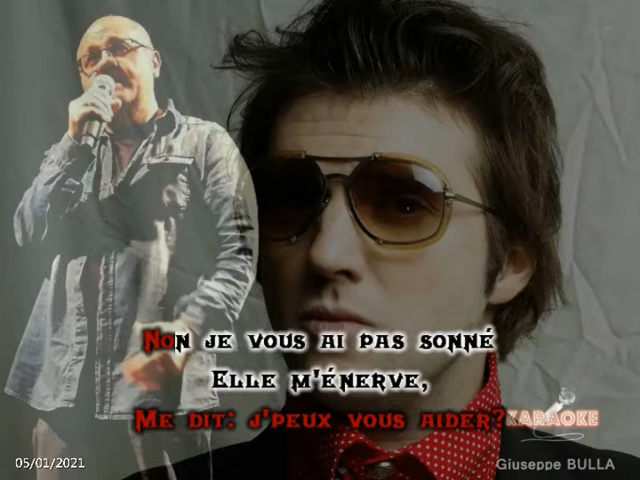 Non je vous ai pas sonné
Elle m'énerve,
Me dit: j'peux vous aider?
KARAOKE
05/01/2021
Giuseppe BULLA